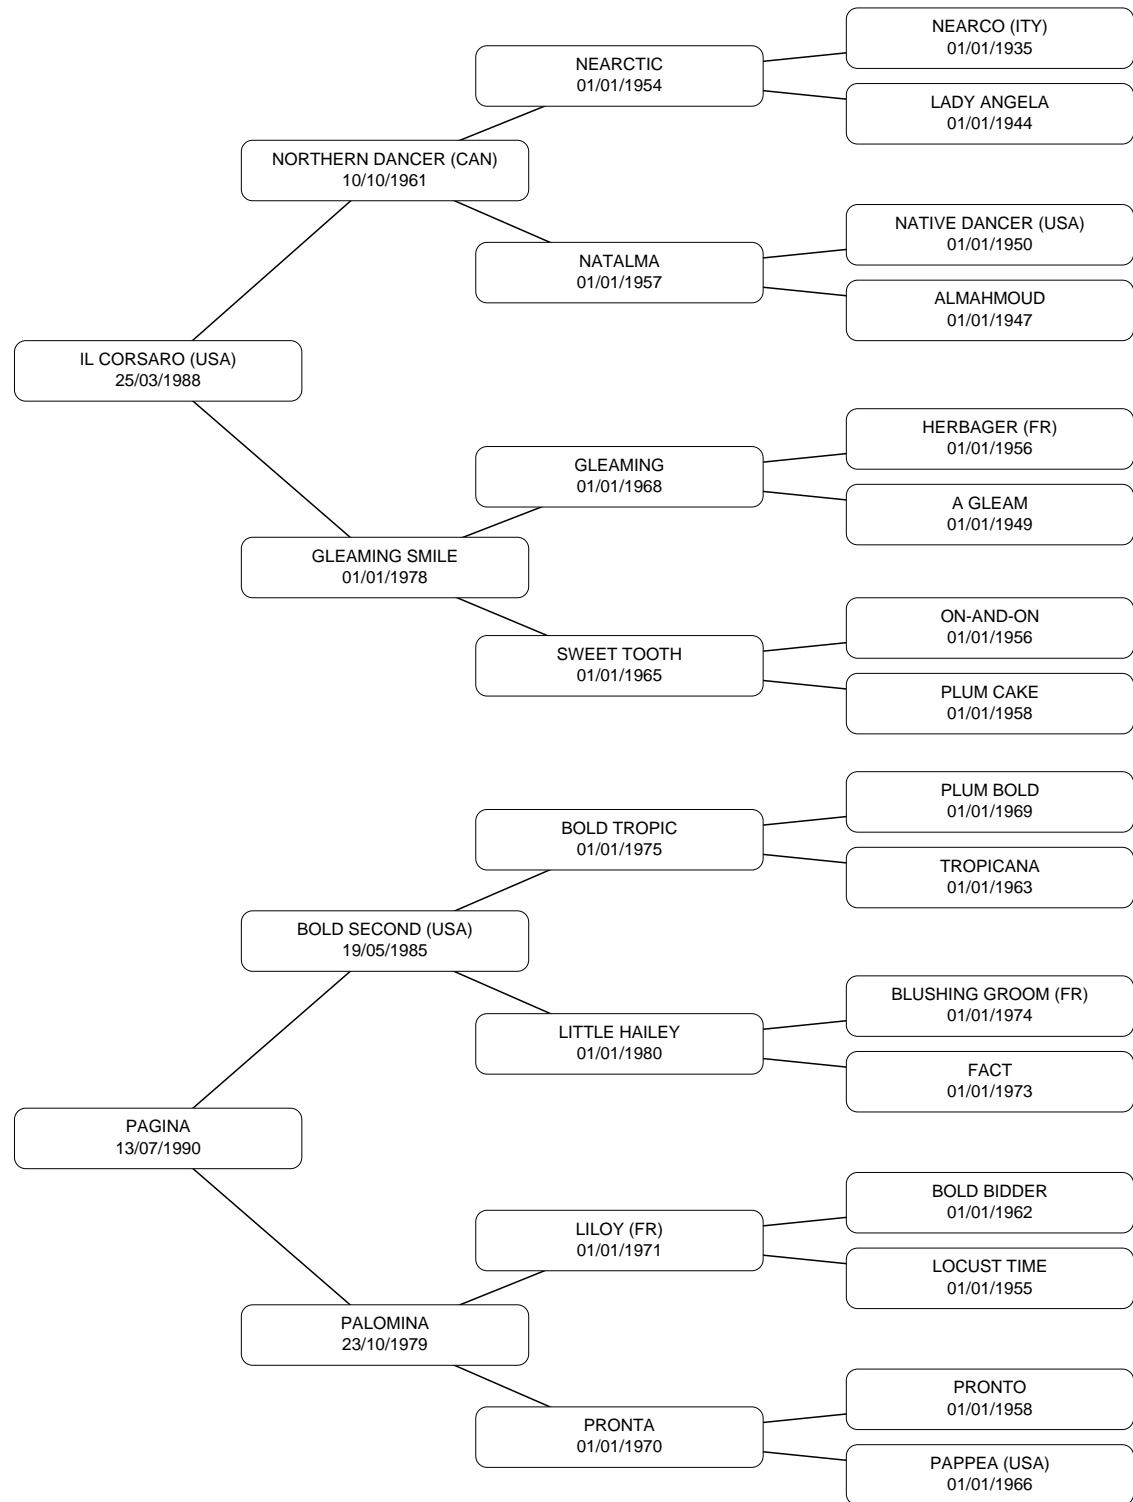 NEARCO (ITY)
01/01/1935
NEARCTIC
01/01/1954
LADY ANGELA
01/01/1944
NORTHERN DANCER (CAN)
10/10/1961
NATIVE DANCER (USA)
01/01/1950
NATALMA
01/01/1957
ALMAHMOUD
01/01/1947
IL CORSARO (USA)
25/03/1988
HERBAGER (FR)
01/01/1956
GLEAMING
01/01/1968
A GLEAM
01/01/1949
GLEAMING SMILE
01/01/1978
ON-AND-ON
01/01/1956
SWEET TOOTH
01/01/1965
PLUM CAKE
01/01/1958
PLUM BOLD
01/01/1969
BOLD TROPIC
01/01/1975
TROPICANA
01/01/1963
BOLD SECOND (USA)
19/05/1985
BLUSHING GROOM (FR)
01/01/1974
LITTLE HAILEY
01/01/1980
FACT
01/01/1973
PAGINA
13/07/1990
BOLD BIDDER
01/01/1962
LILOY (FR)
01/01/1971
LOCUST TIME
01/01/1955
PALOMINA
23/10/1979
PRONTO
01/01/1958
PRONTA
01/01/1970
PAPPEA (USA)
01/01/1966